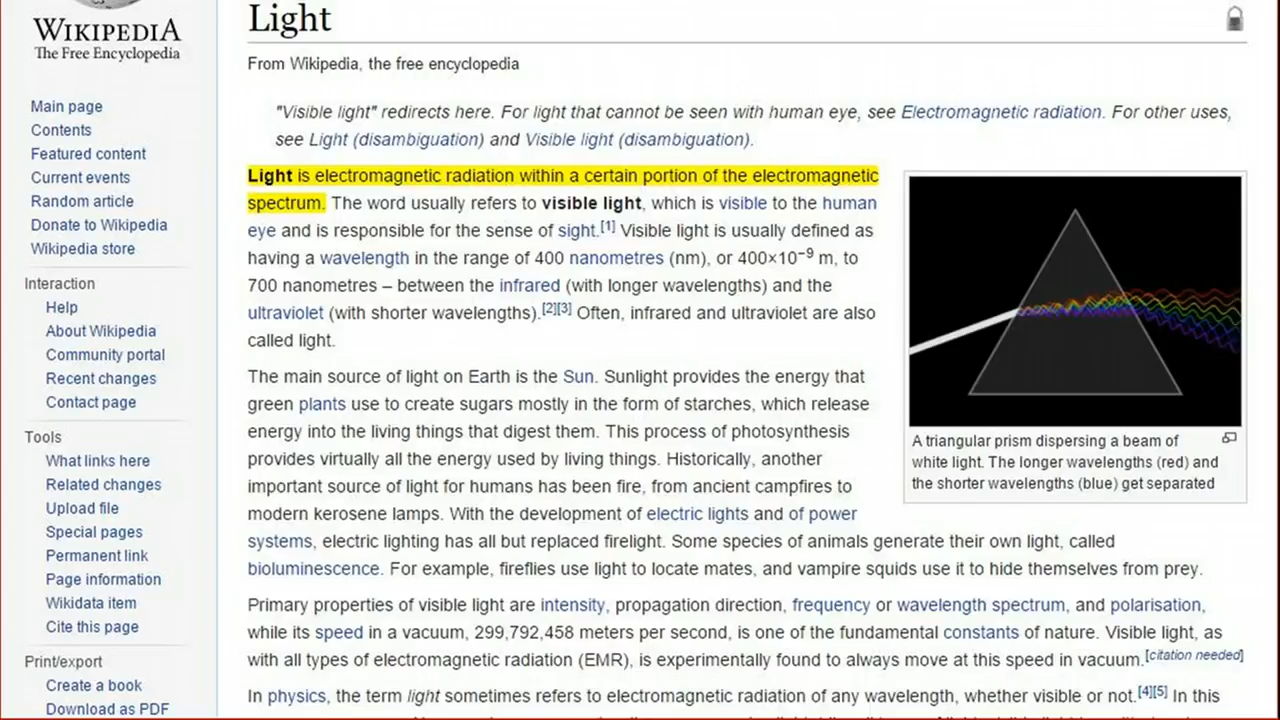 WIKIPEDIA
The Free Encyclopedia
Main page
Contents
Featured content
Current events
Random article
Donate to Wikipedia
Wikipedia store
Interaction
Help
About Wikipedia
Community portal
Recent changes
Contact page
Tools
What links here
Related changes
Upload file
Special pages
Permanent link
Page information
Wikidata item
Cite this page
Print/export
Create a book
Download as PDF
Light
From Wikipedia, the free encyclopedia
"Visible light" redirects here. For light that cannot be seen with human eye, see Electromagnetic radiation. For other uses,
see Light (disambiguation) and Visible light (disambiguation).
Light is electromagnetic radiation within a certain portion of the electromagnetic
spectrum. The word usually refers to visible light, which is visible to the human
eye and is responsible for the sense of sight.[1] Visible light is usually defined as
having a wavelength in the range of 400 nanometres (nm), or 400×10−9 m, to
700 nanometres – between the infrared (with longer wavelengths) and the
ultraviolet (with shorter wavelengths).[2][3] Often, infrared and ultraviolet are also
called light.
The main source of light on Earth is the Sun. Sunlight provides the energy that
green plants use to create sugars mostly in the form of starches, which release
energy into the living things that digest them. This process of photosynthesis
provides virtually all the energy used by living things. Historically, another
important source of light for humans has been fire, from ancient campfires to
modern kerosene lamps. With the development of electric lights and of power
systems, electric lighting has all but replaced firelight. Some species of animals generate their own light, called
bioluminescence. For example, fireflies use light to locate mates, and vampire squids use it to hide themselves from prey.
Primary properties of visible light are intensity, propagation direction, frequency or wavelength spectrum, and polarisation,
while its speed in a vacuum, 299,792,458 meters per second, is one of the fundamental constants of nature. Visible light, as
with all types of electromagnetic radiation (EMR), is experimentally found to always move at this speed in vacuum.[citation needed]
In physics, the term light sometimes refers to electromagnetic radiation of any wavelength, whether visible or not.[4][5] In this
A triangular prism dispersing a beam of
white light. The longer wavelengths (red) and
the shorter wavelengths (blue) get separated